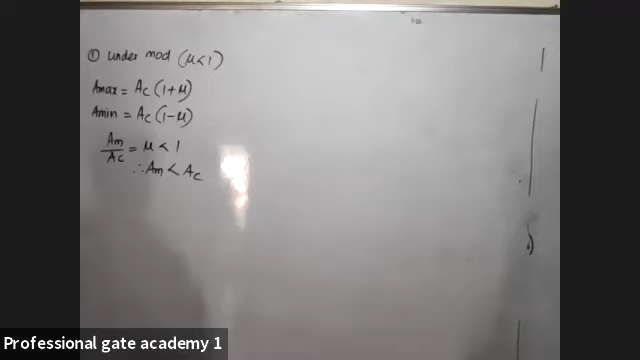 ① under mod (μ<1)
Amax = Ac (1+μ)
Amin = Ac (1-μ)
Am/Ac = μ < 1
∴ Am < Ac
Professional gate academy 1